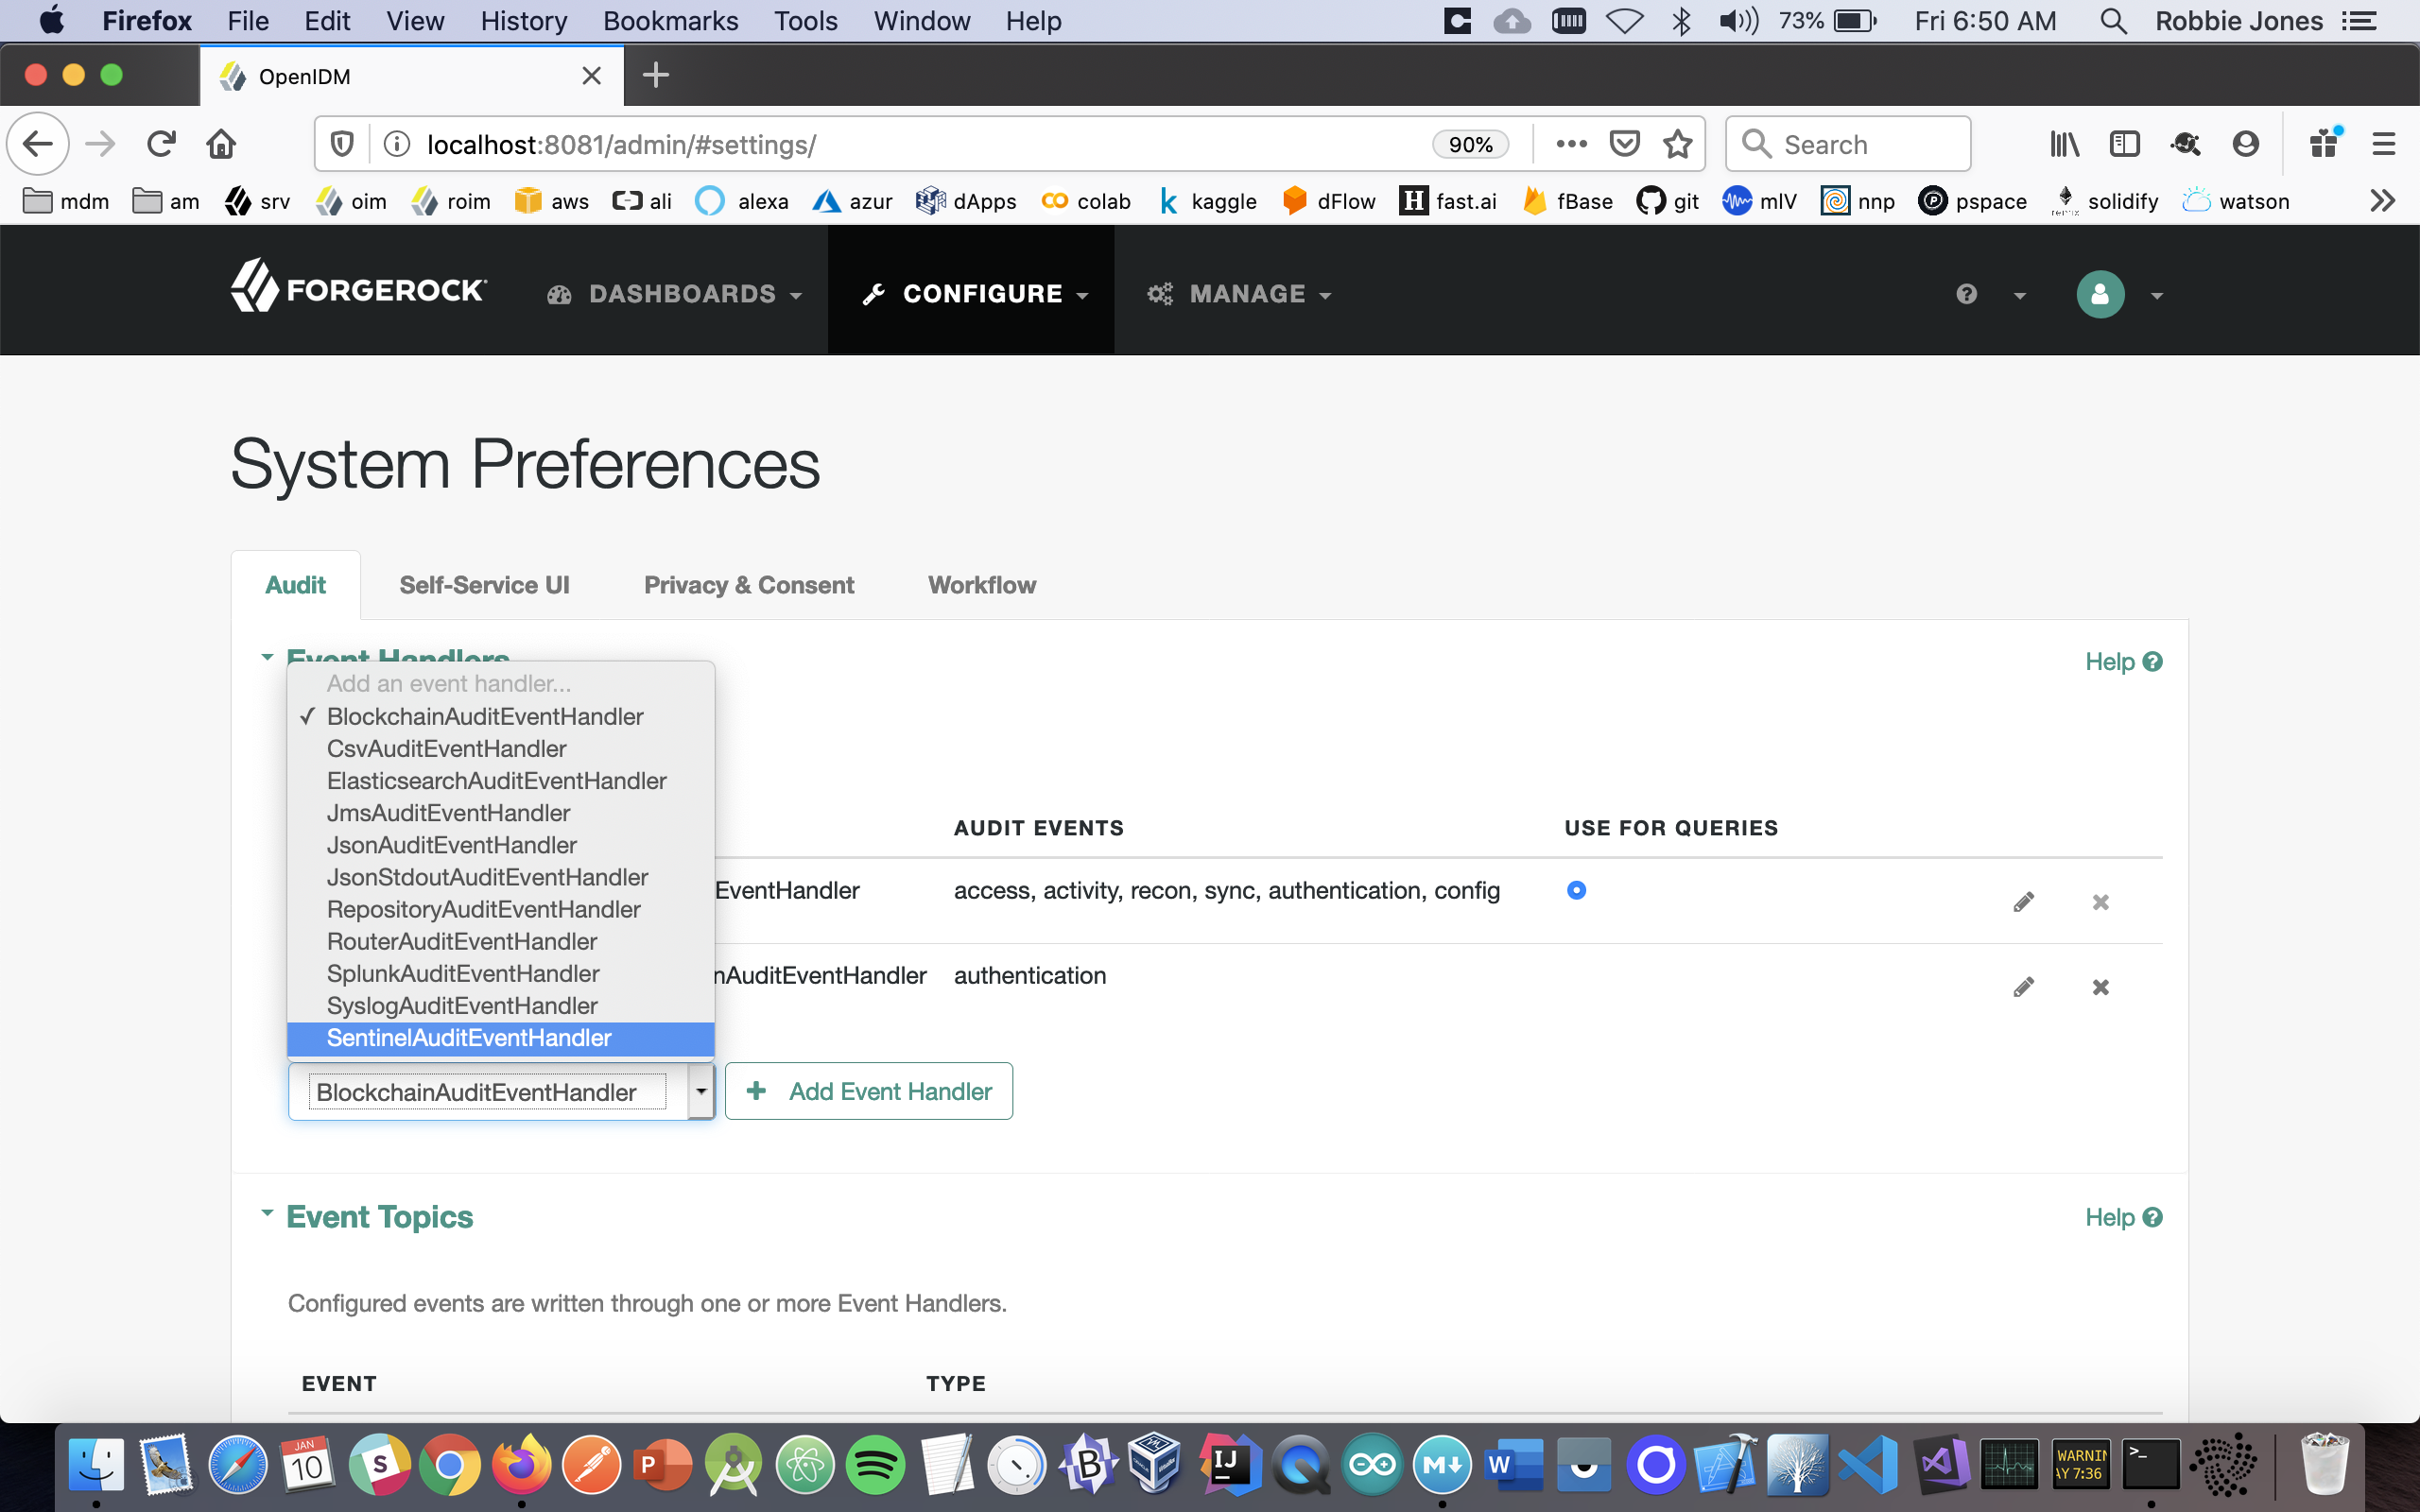 Firefox File Edit View History Bookmarks Tools Window Help 73% Fri 6:50 AM Robbie Jones
OpenIDM
localhost:8081/admin/#settings/ 90% Search
mdm am srv oim roim aws ali alexa azur dApps colab kaggle dFlow fast.ai fBase git mIV nnp pspace solidify watson
FORGEROCK DASHBOARDS CONFIGURE MANAGE
System Preferences
Audit Self-Service UI Privacy & Consent Workflow
Event Handlers Help
Add an event handler...
✓ BlockchainAuditEventHandler
CsvAuditEventHandler
ElasticsearchAuditEventHandler
JmsAuditEventHandler
AUDIT EVENTS USE FOR QUERIES
JsonAuditEventHandler
JsonStdoutAuditEventHandler
EventHandler access, activity, recon, sync, authentication, config
RepositoryAuditEventHandler
RouterAuditEventHandler
SplunkAuditEventHandler
nAuditEventHandler authentication
SyslogAuditEventHandler
SentinelAuditEventHandler
BlockchainAuditEventHandler + Add Event Handler
Event Topics Help
Configured events are written through one or more Event Handlers.
EVENT TYPE
JAN
10
WARNIN
AY 7:36